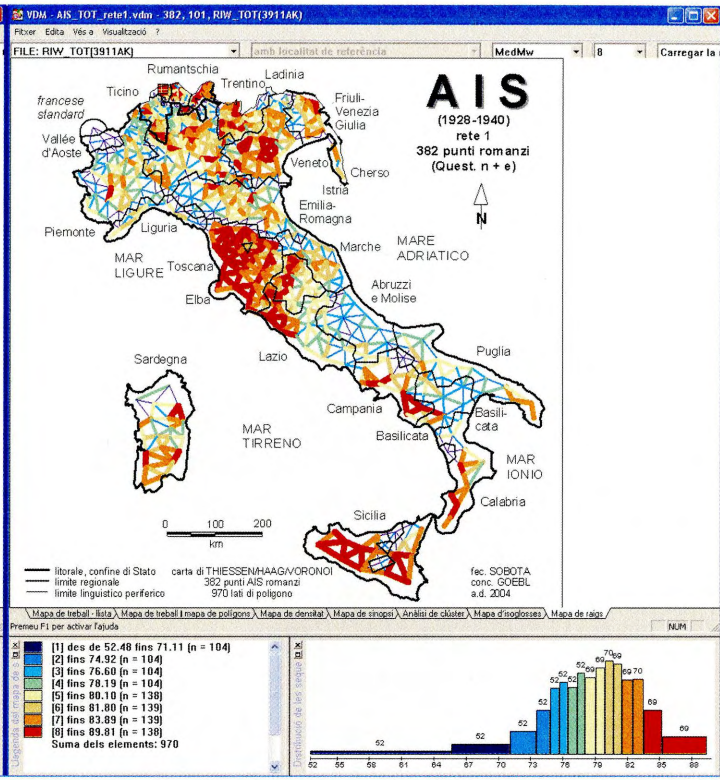 VDM - AIS_TOT_rete1.vdm - 382, 101, RIW_TOT(3911AK)
Fitxer Edita Vés a Visualització ?
FILE: RIW_TOT(3911AK) amb localitat de referència MedMw 8 Carregar la
AIS
(1928-1940)
rete 1
382 punti romanzi
(Quest. n + e)
N
Rumantschia
Ladinia
Ticino
Trentino
francese
standard
Friuli-
Venezia
Giulia
Vallée
d'Aoste
Veneto
Cherso
Istria
Emilia-
Romagna
Piemonte
Liguria
Marche
MARE
ADRIATICO
MAR
LIGURE
Toscana
Elba
Abruzzi
e Molise
Lazio
Puglia
Sardegna
Campania
Basili-
cata
Basilicata
MAR
TIRRENO
MAR
IONIO
Calabria
Sicilia
0 100 200
km
litorale, confine di Stato
limite regionale
limite linguistico periferico
carta di THIESSEN/HAAG/VORONOI
382 punti AIS romanzi
970 lati di poligono
fec. SOBOTA
conc. GOEBL
a.d. 2004
Mapa de treball - llista Mapa de treball i mapa de polígons Mapa de densitat Mapa de sinopsi Anàlisi de clúster Mapa d'isoglosses Mapa de raigs
Premeu F1 per activar l'ajuda NUM
Llegenda del mapa de s
[1] des de 52.48 fins 71.11 (n = 104)
[2] fins 74.92 (n = 104)
[3] fins 76.60 (n = 104)
[4] fins 78.19 (n = 104)
[5] fins 80.10 (n = 138)
[6] fins 81.80 (n = 139)
[7] fins 83.89 (n = 139)
[8] fins 89.81 (n = 138)
Suma dels elements: 970
Distribució de les seque
52 52 52 52 52 52 52 52 69 69 70 69 69 70 69 69
52 55 58 61 64 67 70 73 76 79 82 85 88